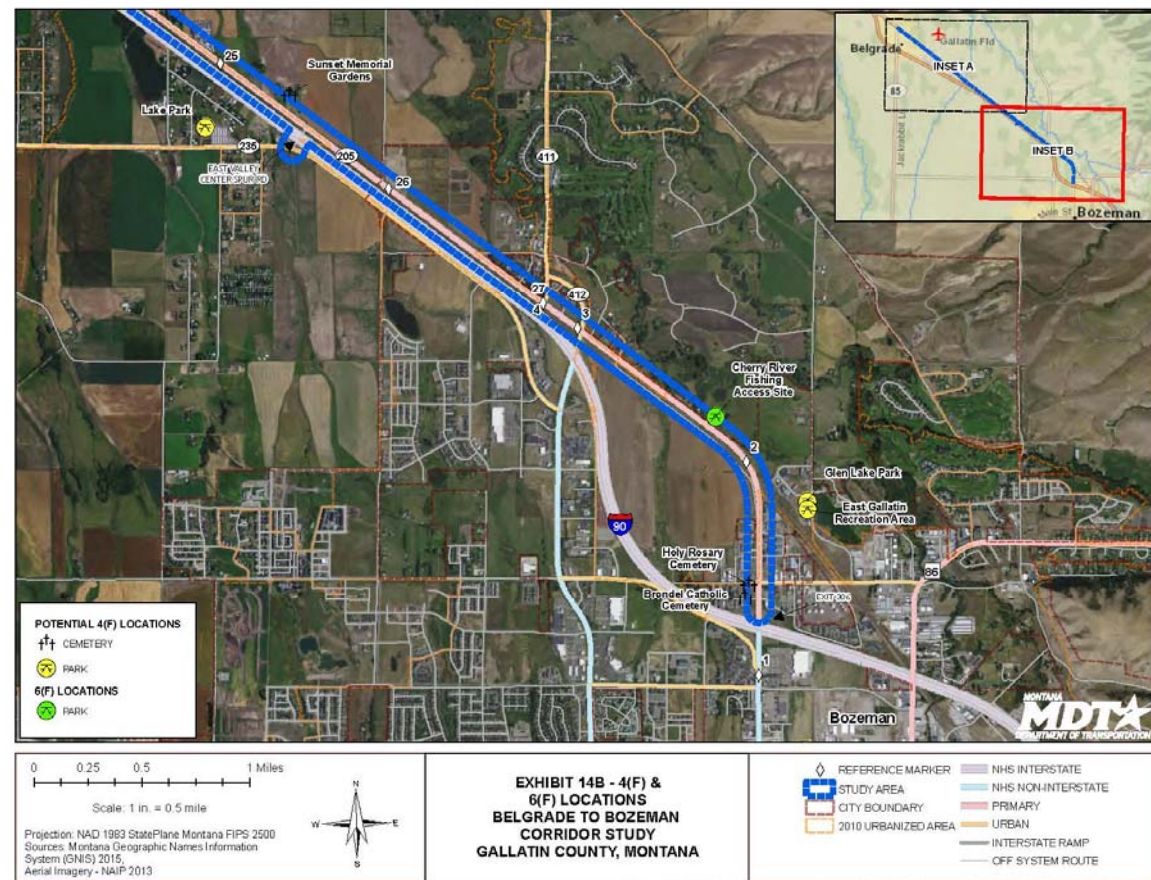 25
Sunset Memorial
Gardens
Lake Park
235
205
EAST VALLEY
CENTER SPUR RD
26
411
27
412
4
3
Cherry River
Fishing
Access Site
2
Glen Lake Park
East Gallatin
Recreation Area
90
Holy Rosary
Cemetery
Brondel Catholic
Cemetery
EXIT 306
86
1
Bozeman
Belgrade
Gallatin Fld
INSET A
85
Jackrabbit Ln
INSET B
Main St
Bozeman
POTENTIAL 4(F) LOCATIONS
CEMETERY
PARK
6(F) LOCATIONS
PARK
MONTANA
MDT
DEPARTMENT OF TRANSPORTATION
0 0.25 0.5 1 Miles
Scale: 1 in. = 0.5 mile
Projection: NAD 1983 StatePlane Montana FIPS 2500
Sources: Montana Geographic Names Information
System (GNIS) 2015,
Aerial Imagery - NAIP 2013
N
W E
S
EXHIBIT 14B - 4(F) &
6(F) LOCATIONS
BELGRADE TO BOZEMAN
CORRIDOR STUDY
GALLATIN COUNTY, MONTANA
REFERENCE MARKER
STUDY AREA
CITY BOUNDARY
2010 URBANIZED AREA
NHS INTERSTATE
NHS NON-INTERSTATE
PRIMARY
URBAN
INTERSTATE RAMP
OFF SYSTEM ROUTE